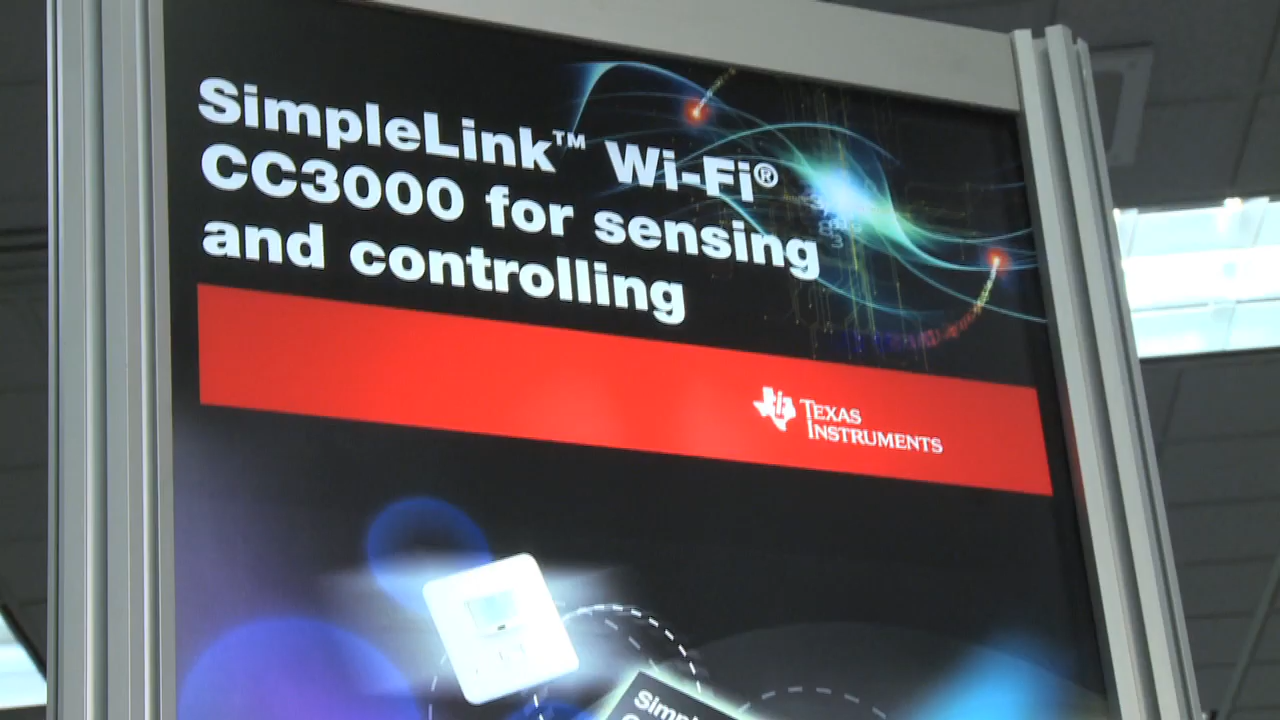 SimpleLink™ Wi-Fi®
CC3000 for sensing
and controlling
TEXAS
INSTRUMENTS